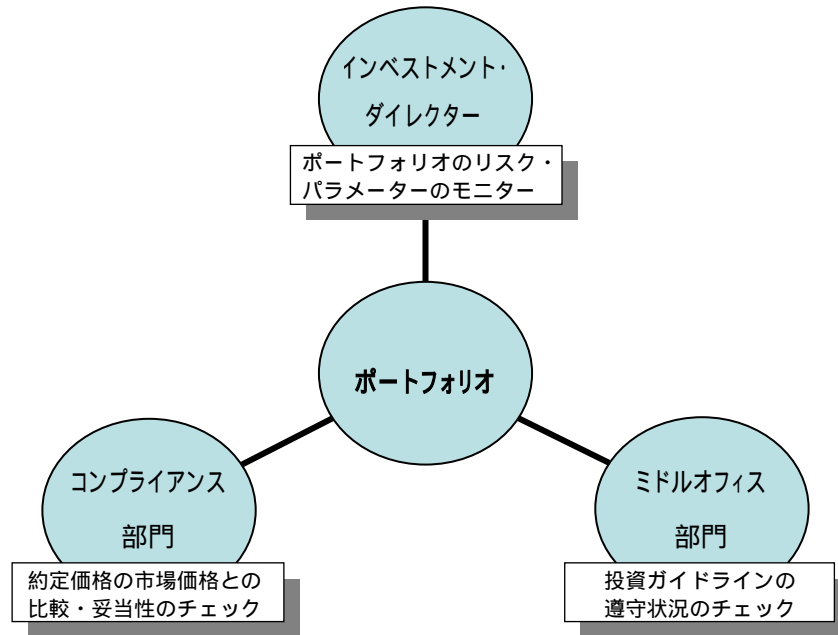 インベストメント・
ダイレクター
ポートフォリオのリスク・
パラメーターのモニター
ポートフォリオ
コンプライアンス
部門
約定価格の市場価格との
比較・妥当性のチェック
ミドルオフィス
部門
投資ガイドラインの
遵守状況のチェック